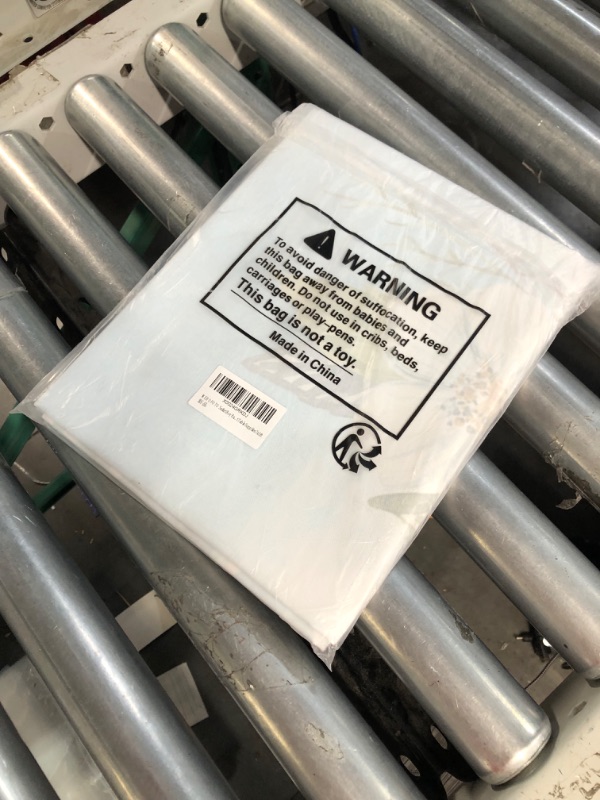 WARNING
To avoid danger of suffocation, keep
this bag away from babies and
children. Do not use in cribs, beds,
carriages or play-pens.
This bag is not a toy.
Made in China